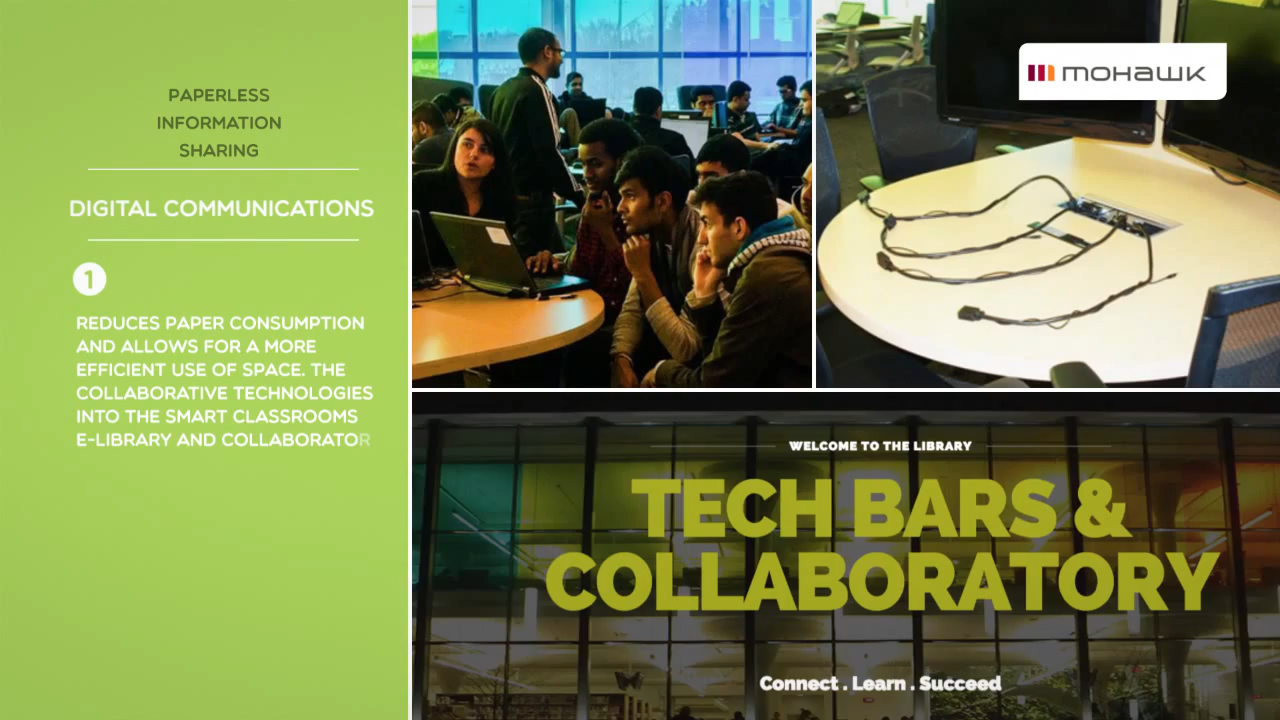 PAPERLESS
INFORMATION
SHARING
DIGITAL COMMUNICATIONS
1
REDUCES PAPER CONSUMPTION
AND ALLOWS FOR A MORE
EFFICIENT USE OF SPACE. THE
COLLABORATIVE TECHNOLOGIES
INTO THE SMART CLASSROOMS
E-LIBRARY AND COLLABORATOR
mohawk
WELCOME TO THE LIBRARY
TECH BARS &
COLLABORATORY
Connect . Learn . Succeed